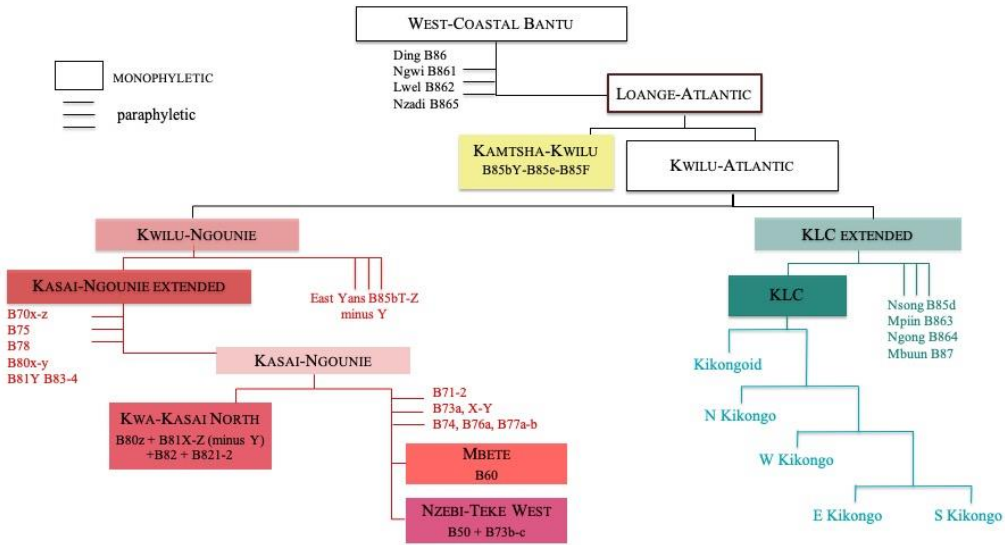 WEST-COASTAL BANTU
Ding B86
Ngwi B861
Lwel B862
Nzadi B865
MONOPHYLETIC
paraphyletic
LOANGE-ATLANTIC
KAMTSHA-KWILU
B85bY-B85e-B85F
KWILU-ATLANTIC
KWILU-NGOUNIE
KLC EXTENDED
KASAI-NGOUNIE EXTENDED
B70x-z
B75
B78
B80x-y
B81Y B83-4
East Yans B85bT-Z
minus Y
KLC
Nsong B85d
Mpiin B863
Ngong B864
Mbuun B87
KASAI-NGOUNIE
Kikongoid
KWA-KASAI NORTH
B80z + B81X-Z (minus Y)
+B82 + B821-2
B71-2
B73a, X-Y
B74, B76a, B77a-b
N Kikongo
MBETE
B60
W Kikongo
NZEBI-TEKE WEST
B50 + B73b-c
E Kikongo
S Kikongo